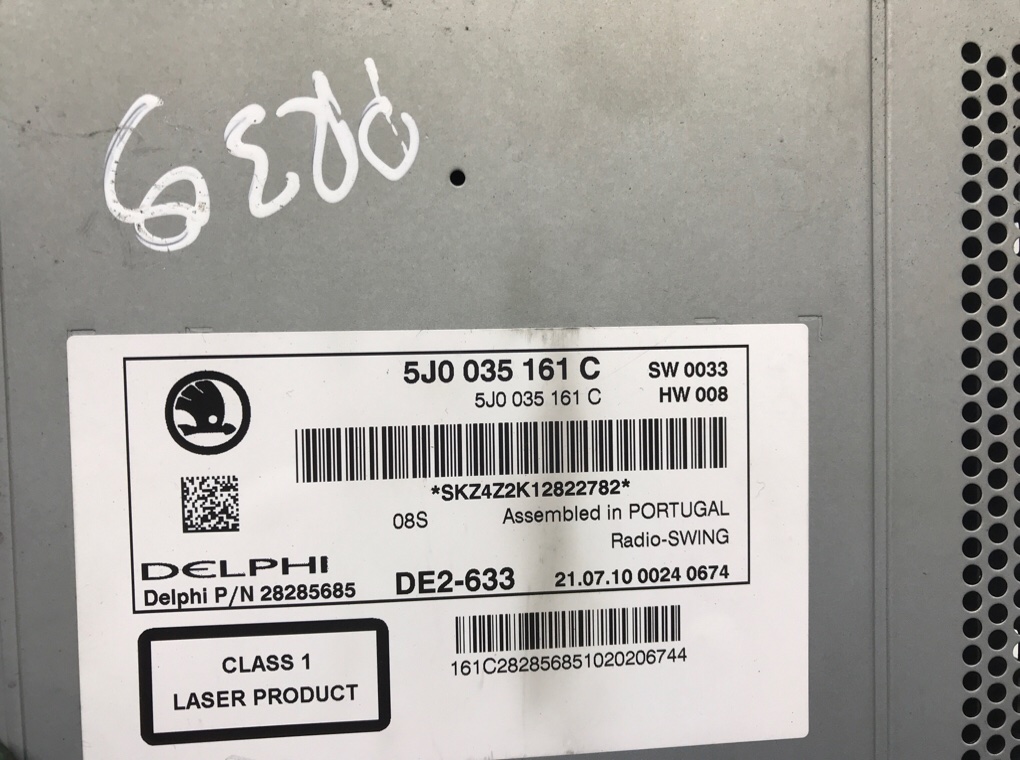 5J0 035 161 C
SW 0033
5J0 035 161 C
HW 008
*SKZ4Z2K12822782*
08S
Assembled in PORTUGAL
Radio-SWING
DELPHI
Delphi P/N 28285685
DE2-633
21.07.10 0024 0674
CLASS 1
LASER PRODUCT
161C282856851020206744